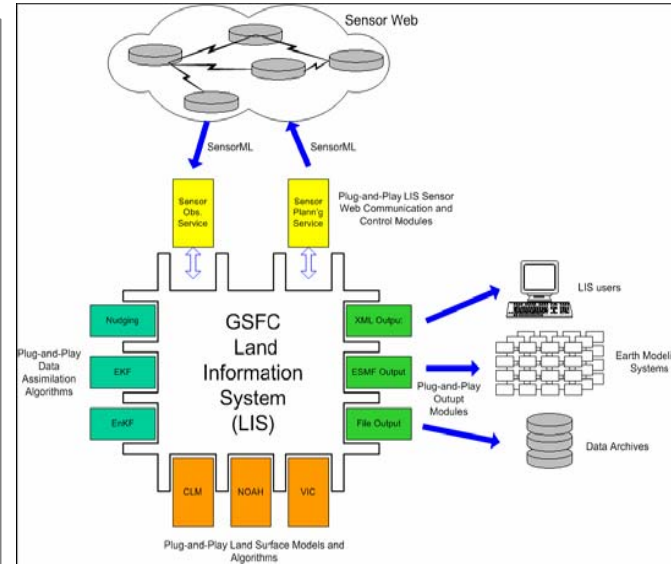 Sensor Web
SensorML
SensorML
Sensor
Obs.
Service
Sensor
Plann'g
Service
Plug-and-Play LIS Sensor
Web Communication and
Control Modules
Nudging
EKF
EnKF
Plug-and-Play
Data
Assimilation
Algorithms
GSFC
Land
Information
System
(LIS)
XML Output
ESMF Output
File Output
Plug-and-Play
Outupt
Modules
LIS users
Earth Modeli
Systems
Data Archives
CLM
NOAH
VIC
Plug-and-Play Land Surface Models and
Algorithms